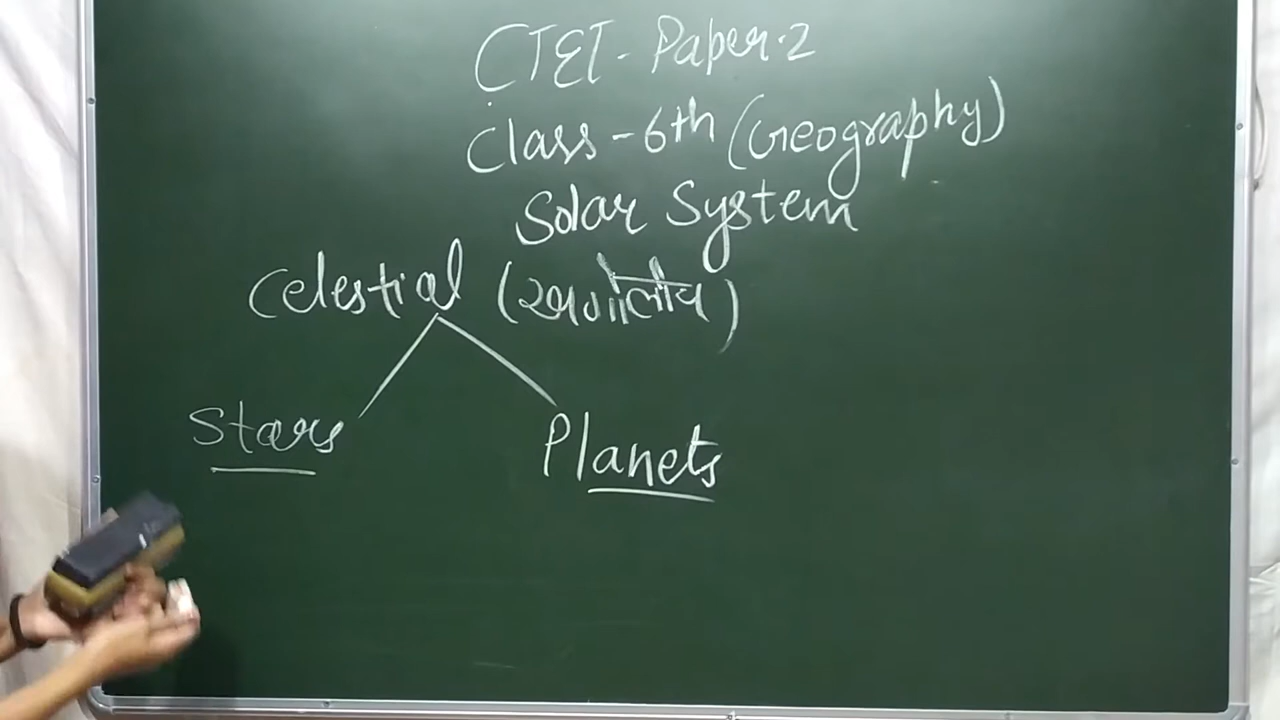 CTET - Paper-2
Class - 6th (Geography)
Solar System
Celestial (खगोलीय)
Stars
Planets